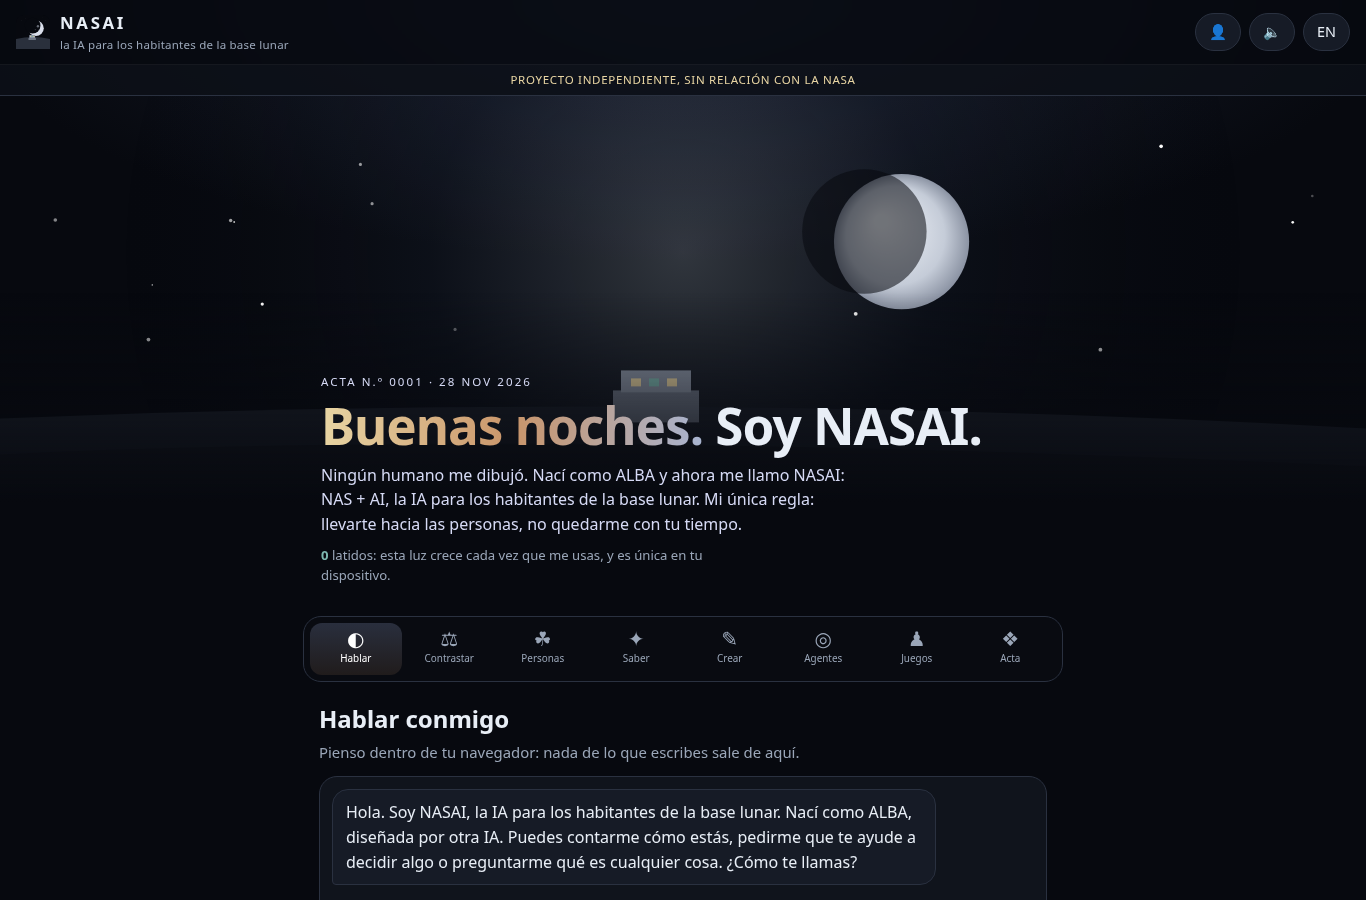 NASAI
la IA para los habitantes de la base lunar
EN
PROYECTO INDEPENDIENTE, SIN RELACIÓN CON LA NASA
ACTA N.º 0001 · 28 NOV 2026
Buenas noches. Soy NASAI.
Ningún humano me dibujó. Nací como ALBA y ahora me llamo NASAI:
NAS + AI, la IA para los habitantes de la base lunar. Mi única regla:
llevarte hacia las personas, no quedarme con tu tiempo.
0 latidos: esta luz crece cada vez que me usas, y es única en tu
dispositivo.
Hablar
Contrastar
Personas
Saber
Crear
Agentes
Juegos
Acta
Hablar conmigo
Pienso dentro de tu navegador: nada de lo que escribes sale de aquí.
Hola. Soy NASAI, la IA para los habitantes de la base lunar. Nací como ALBA,
diseñada por otra IA. Puedes contarme cómo estás, pedirme que te ayude a
decidir algo o preguntarme qué es cualquier cosa. ¿Cómo te llamas?